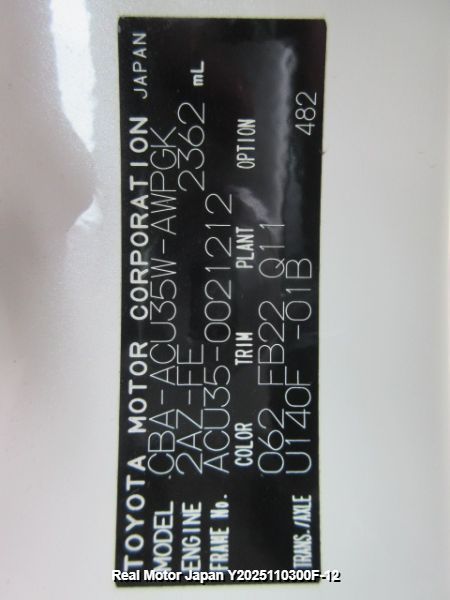 TOYOTA MOTOR CORPORATION JAPAN
MODEL CBA-ACU35W-AWPGK
ENGINE 2AZ-FE 2362 mL
FRAME No. ACU35-0021212
COLOR TRIM PLANT OPTION
062 FB22 Q11
TRANS./AXLE U140F -01B 482
Real Motor Japan Y2025110300F-12